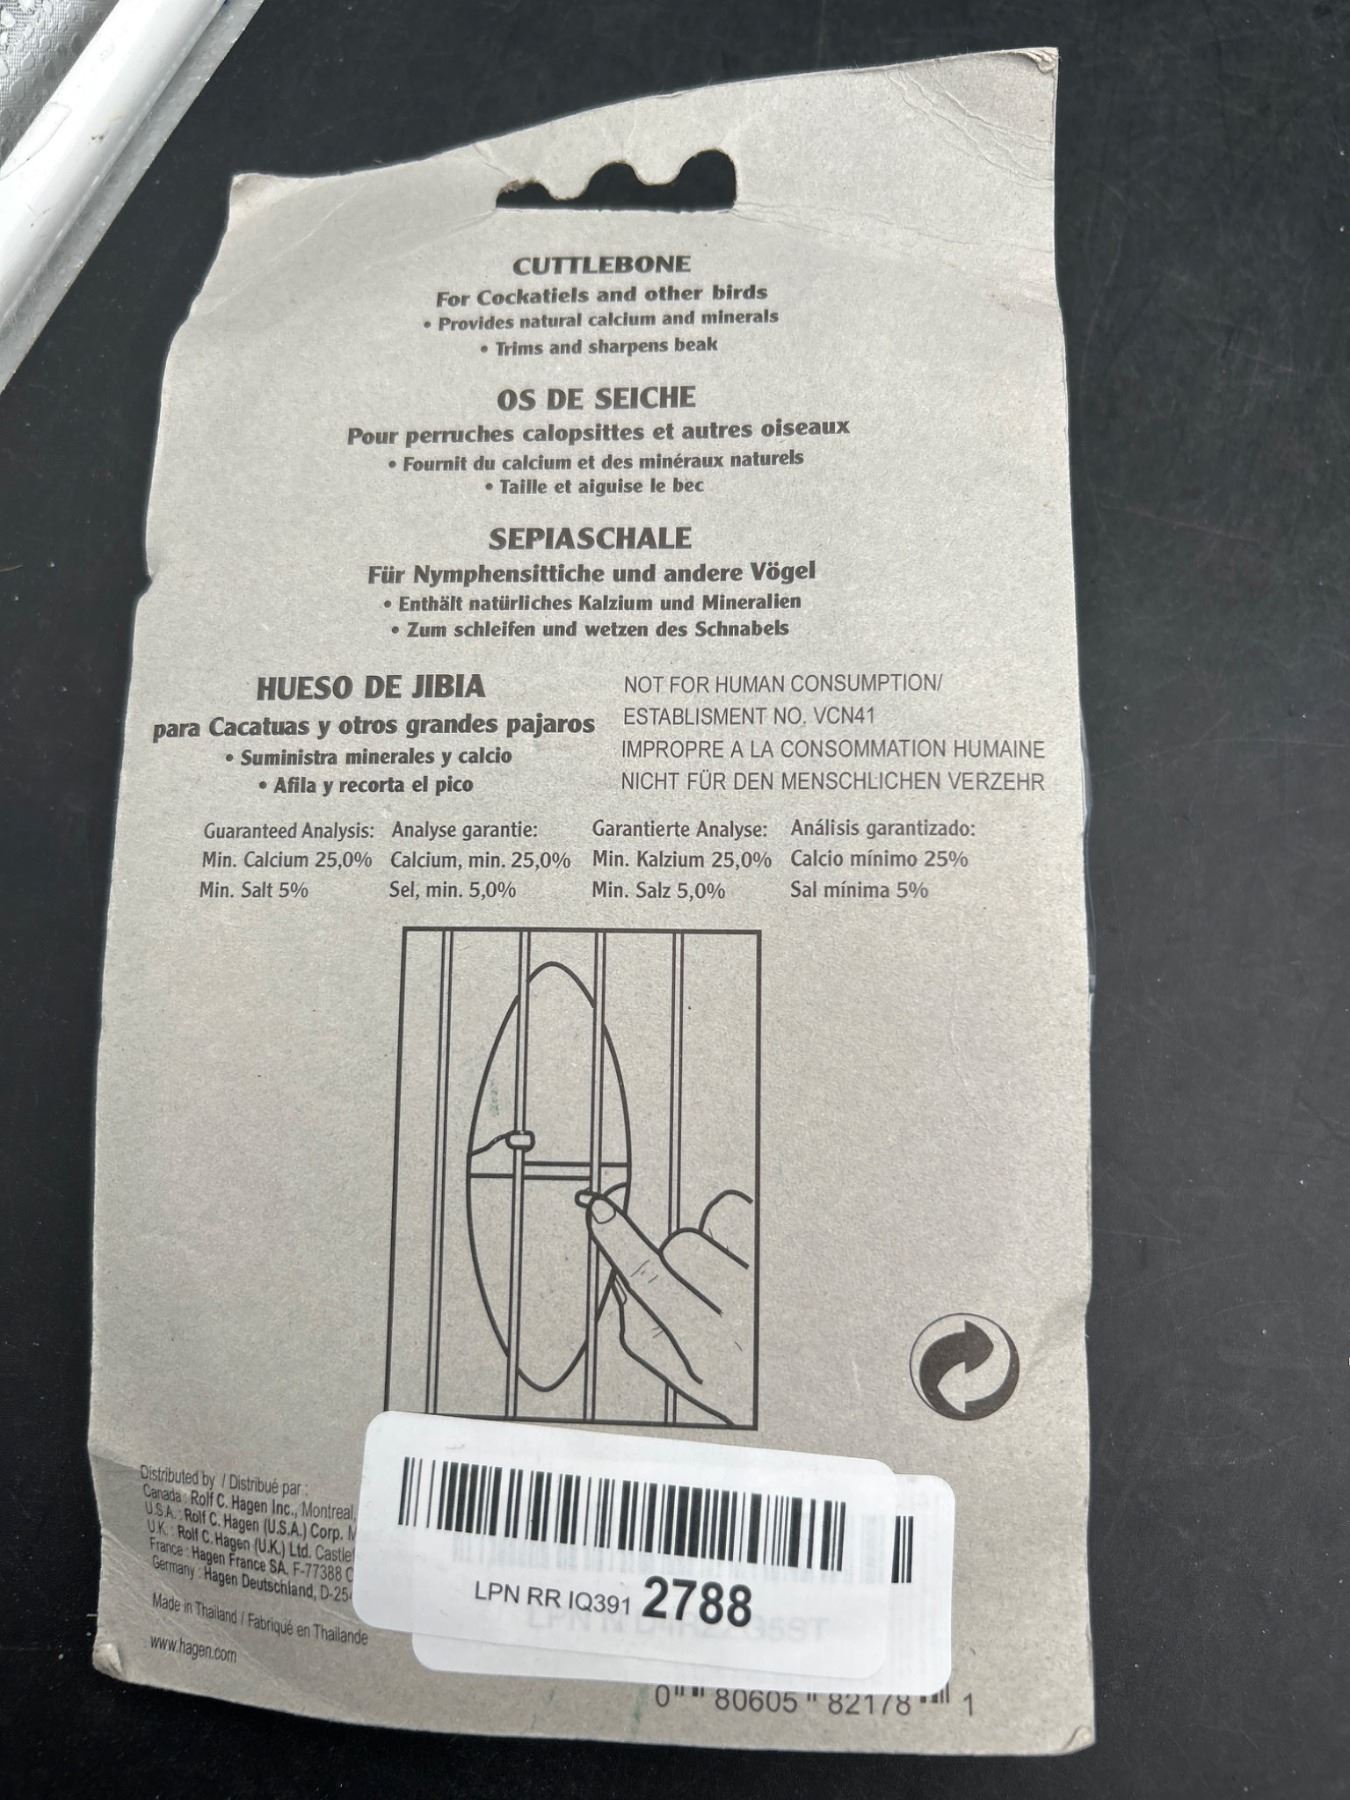 CUTTLEBONE
For Cockatiels and other birds
• Provides natural calcium and minerals
• Trims and sharpens beak
OS DE SEICHE
Pour perruches calopsittes et autres oiseaux
• Fournit du calcium et des minéraux naturels
• Taille et aiguise le bec
SEPIASCHALE
Für Nymphensittiche und andere Vögel
• Enthält natürliches Kalzium und Mineralien
• Zum schleifen und wetzen des Schnabels
HUESO DE JIBIA
para Cacatuas y otros grandes pajaros
• Suministra minerales y calcio
• Afila y recorta el pico
NOT FOR HUMAN CONSUMPTION/
ESTABLISMENT NO. VCN41
IMPROPRE A LA CONSOMMATION HUMAINE
NICHT FÜR DEN MENSCHLICHEN VERZEHR
Guaranteed Analysis: Analyse garantie: Garantierte Analyse: Análisis garantizado:
Min. Calcium 25,0% Calcium, min. 25,0% Min. Kalzium 25,0% Calcio mínimo 25%
Min. Salt 5% Sel, min. 5,0% Min. Salz 5,0% Sal mínima 5%
Distributed by / Distribué par :
Canada : Rolf C. Hagen Inc., Montreal,
U.S.A. : Rolf C. Hagen (U.S.A.) Corp. M
U.K. : Rolf C. Hagen (U.K.) Ltd. Castlef
France : Hagen France SA. F-77388 C
Germany : Hagen Deutschland, D-25
Made in Thailand / Fabriqué en Thaïlande
www.hagen.com
LPN RR IQ391 2788
0 80605 82178 1